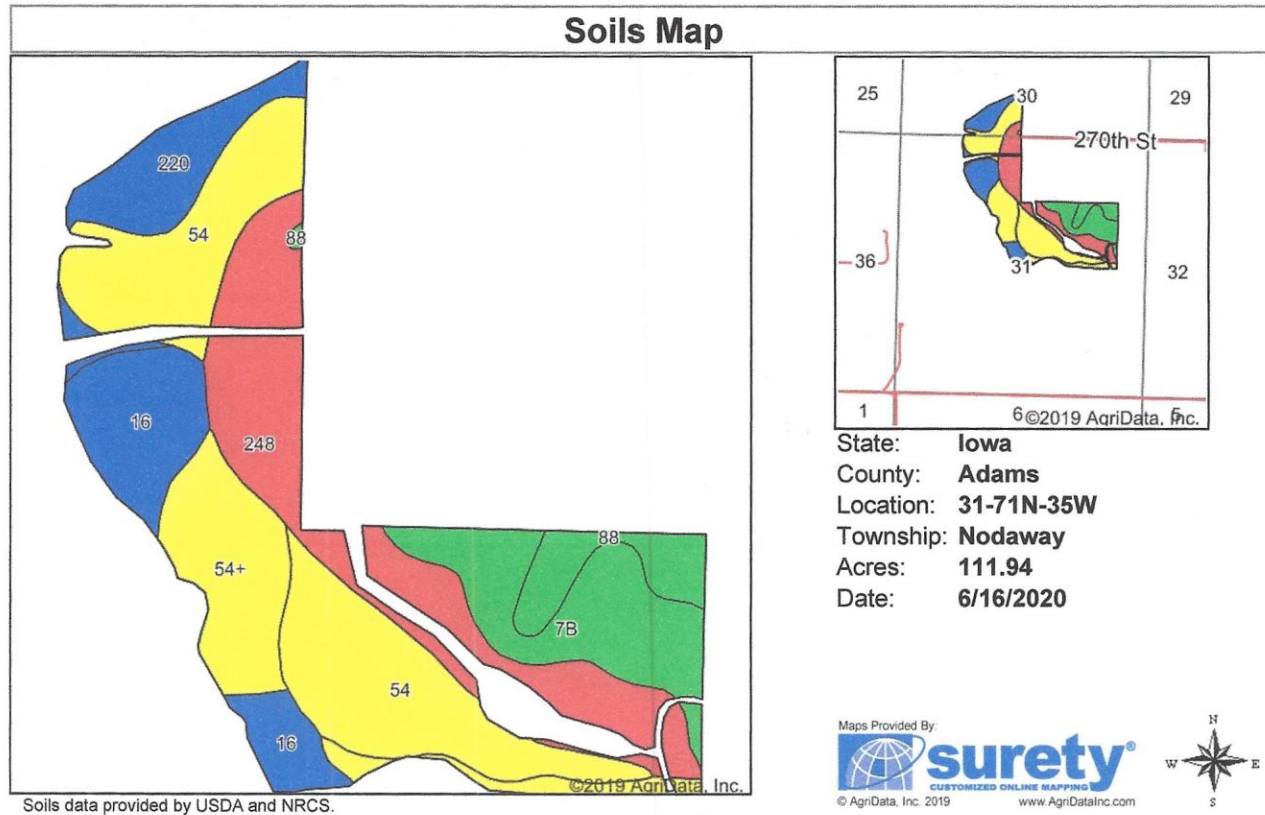 Soils Map
220
54
88
16
248
54+
88
7B
54
16
©2019 AgriData, Inc.
Soils data provided by USDA and NRCS.
25
30
29
270th St
36
31
32
1
6
©2019 AgriData, Inc.
5
State: Iowa
County: Adams
Location: 31-71N-35W
Township: Nodaway
Acres: 111.94
Date: 6/16/2020
Maps Provided By:
surety®
CUSTOMIZED ONLINE MAPPING
© AgriData, Inc. 2019 www.AgriDataInc.com
N
W E
S